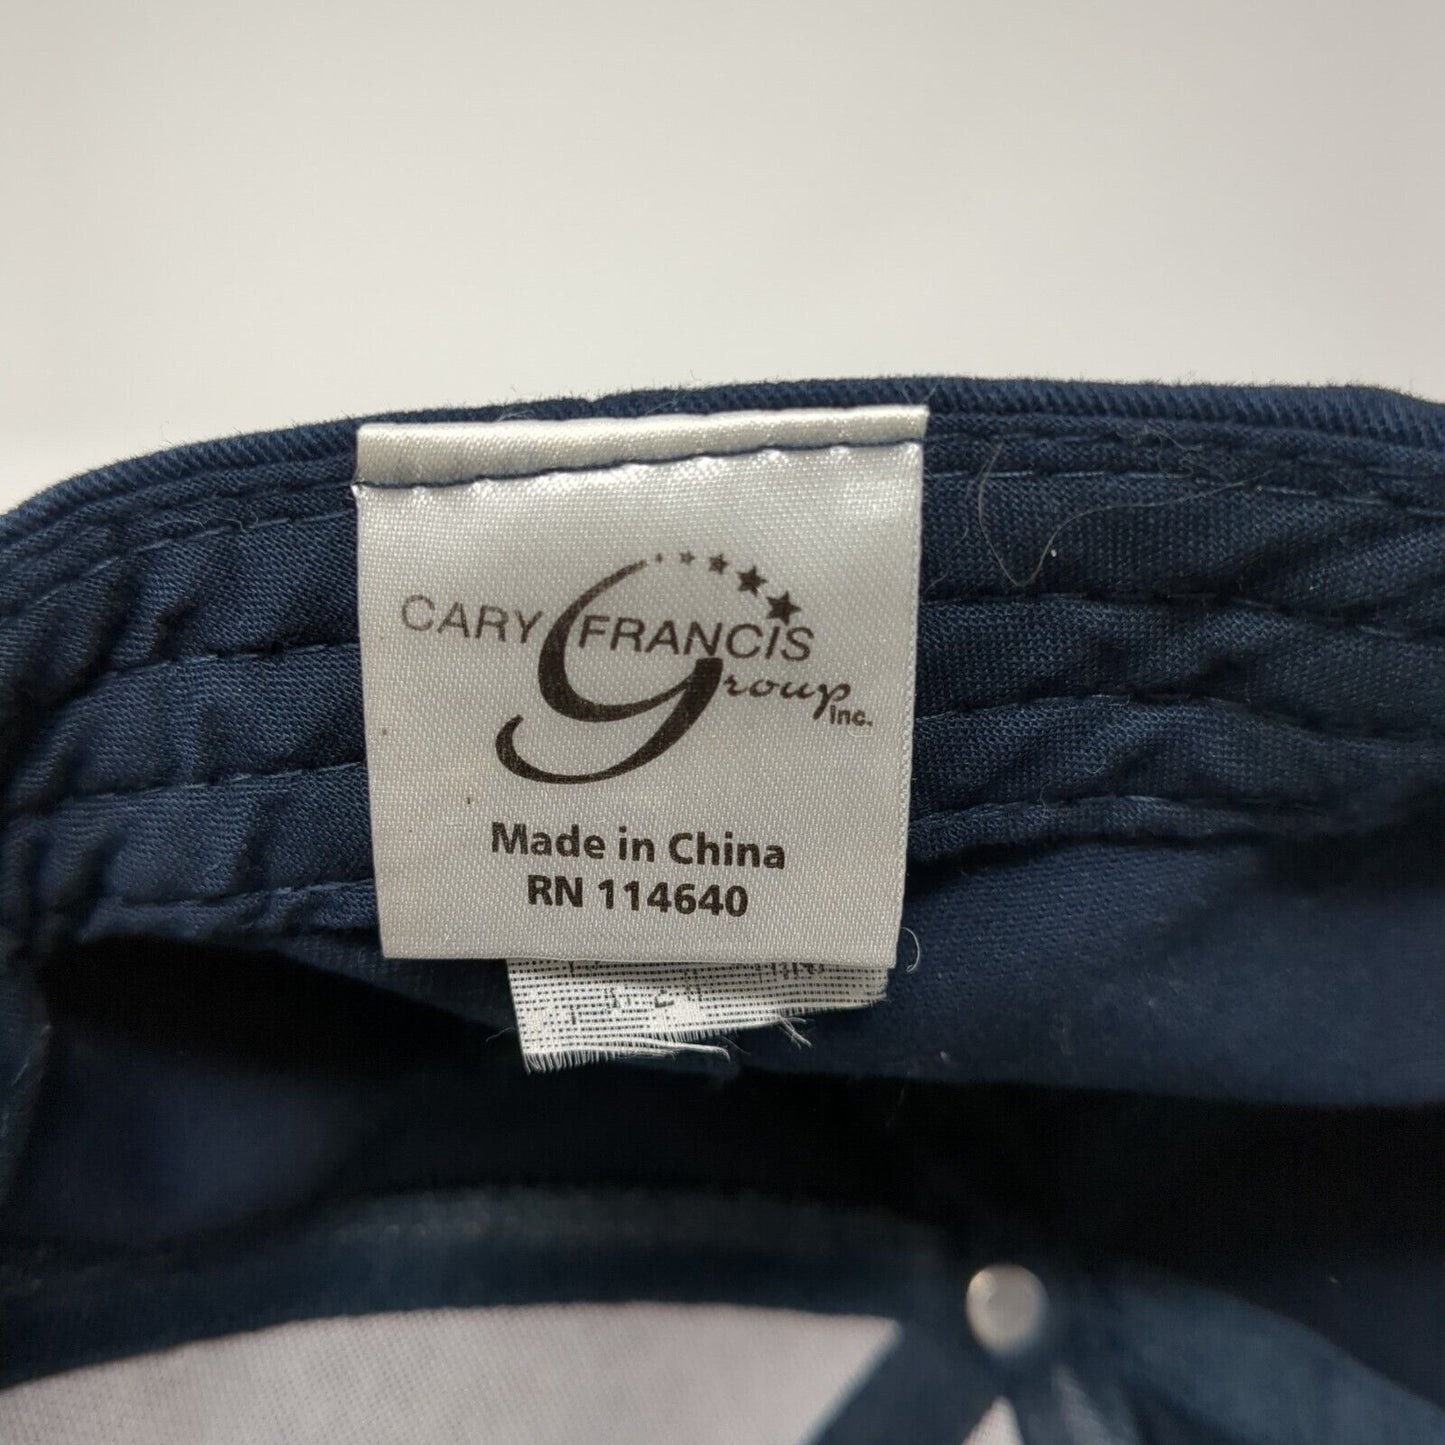 CARY FRANCIS
Group
Inc.
Made in China
RN 114640